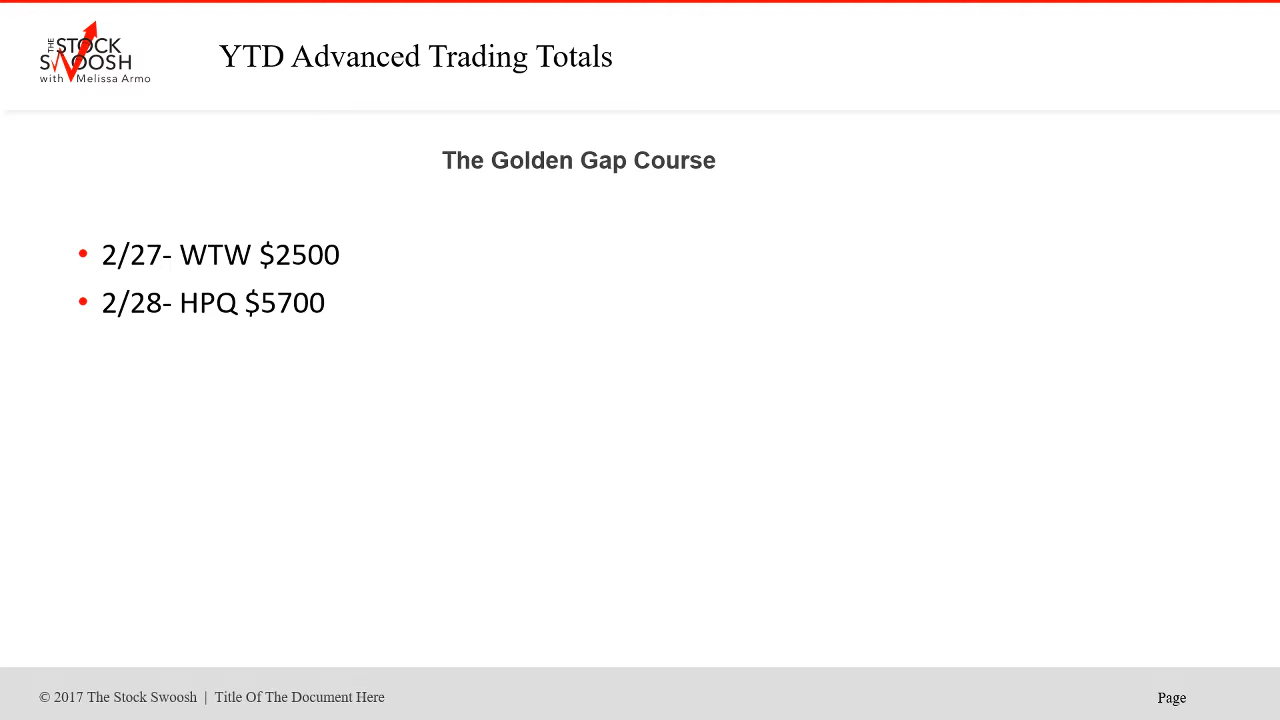 THE STOCK
SWOOSH
with Melissa Armo
YTD Advanced Trading Totals
The Golden Gap Course
• 2/27- WTW $2500
• 2/28- HPQ $5700
© 2017 The Stock Swoosh | Title Of The Document Here
Page